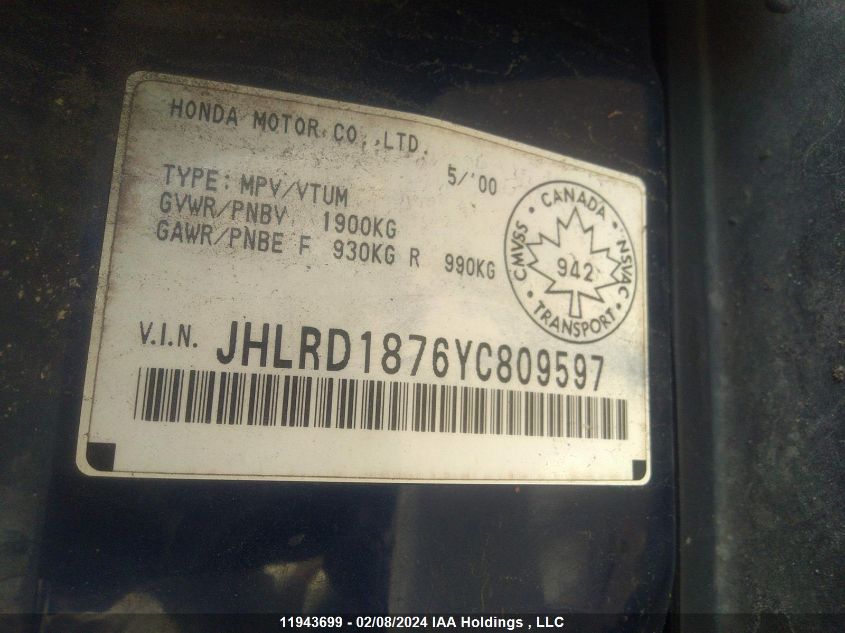 HONDA MOTOR CO.,LTD.
5/'00
TYPE: MPV/VTUM
GVWR/PNBV 1900KG
GAWR/PNBE F 930KG R 990KG
CANADA
CMVSS
NSVAC
942
TRANSPORT
V.I.N. JHLRD1876YC809597
11943699 - 02/08/2024 IAA Holdings , LLC